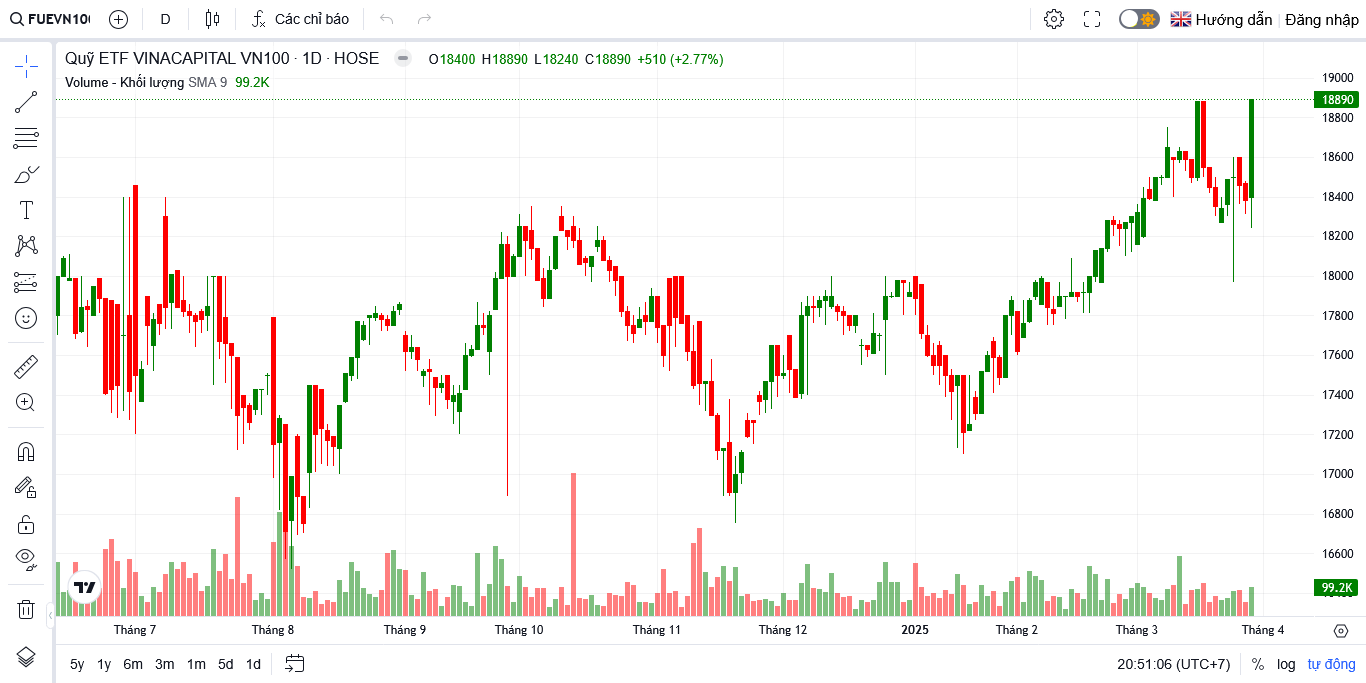 FUEVN10 D Các chỉ báo Hướng dẫn Đăng nhập
Quỹ ETF VINACAPITAL VN100 · 1D · HOSE O18400 H18890 L18240 C18890 +510 (+2.77%)
Volume - Khối lượng SMA 9 99.2K
19000
18890
18800
18600
18400
18200
18000
17800
17600
17400
17200
17000
16800
16600
99.2K
Tháng 7 Tháng 8 Tháng 9 Tháng 10 Tháng 11 Tháng 12 2025 Tháng 2 Tháng 3 Tháng 4
5y 1y 6m 3m 1m 5d 1d 20:51:06 (UTC+7) % log tự động